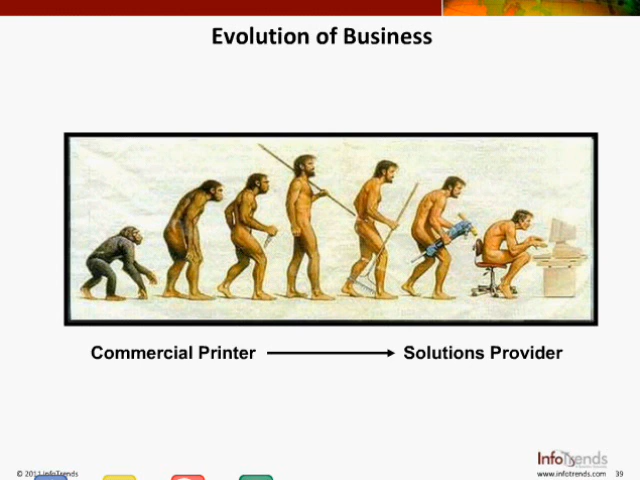 Evolution of Business
Commercial Printer
Solutions Provider
InfoTrends
© 2011 InfoTrends
www.infotrends.com 39